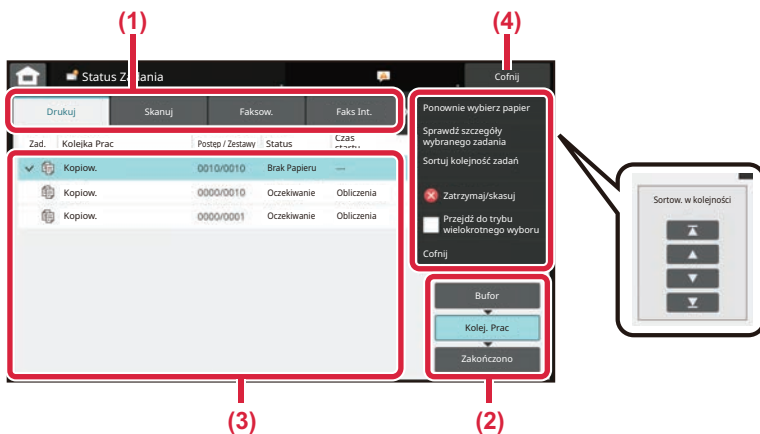 (1)
(4)
Status Zadania
Cofnij
Drukuj
Skanuj
Faksow.
Faks Int.
Ponownie wybierz papier
Sprawdź szczegóły
wybranego zadania
Sortuj kolejność zadań
Zatrzymaj/skasuj
Przejdź do trybu
wielokrotnego wyboru
Cofnij
Zad. Kolejka Prac Postęp / Zestawy Status Czas
startu
Kopiow. 0010/0010 Brak Papieru ---
Kopiow. 0000/0010 Oczekiwanie Obliczenia
Kopiow. 0000/0001 Oczekiwanie Obliczenia
Bufor
Kolej. Prac
Zakończono
Sortow. w kolejności
(3)
(2)